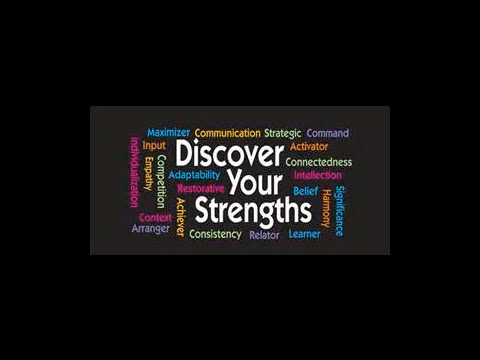 Maximizer Communication Strategic Command
Individualization
Input
Empathy
Competition
Discover
Activator
Connectedness
Adaptability
Your
Intellection
Restorative
Belief
Harmony
Significance
Achiever
Strengths
Context
Arranger
Consistency
Relator
Learner